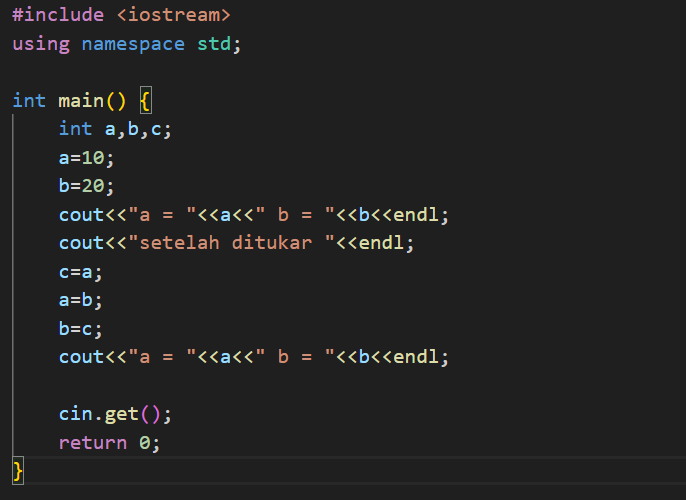 #include <iostream>
using namespace std;
int main() {
int a,b,c;
a=10;
b=20;
cout<<"a = "<<a<<" b = "<<b<<endl;
cout<<"setelah ditukar "<<endl;
c=a;
a=b;
b=c;
cout<<"a = "<<a<<" b = "<<b<<endl;
cin.get();
return 0;
}